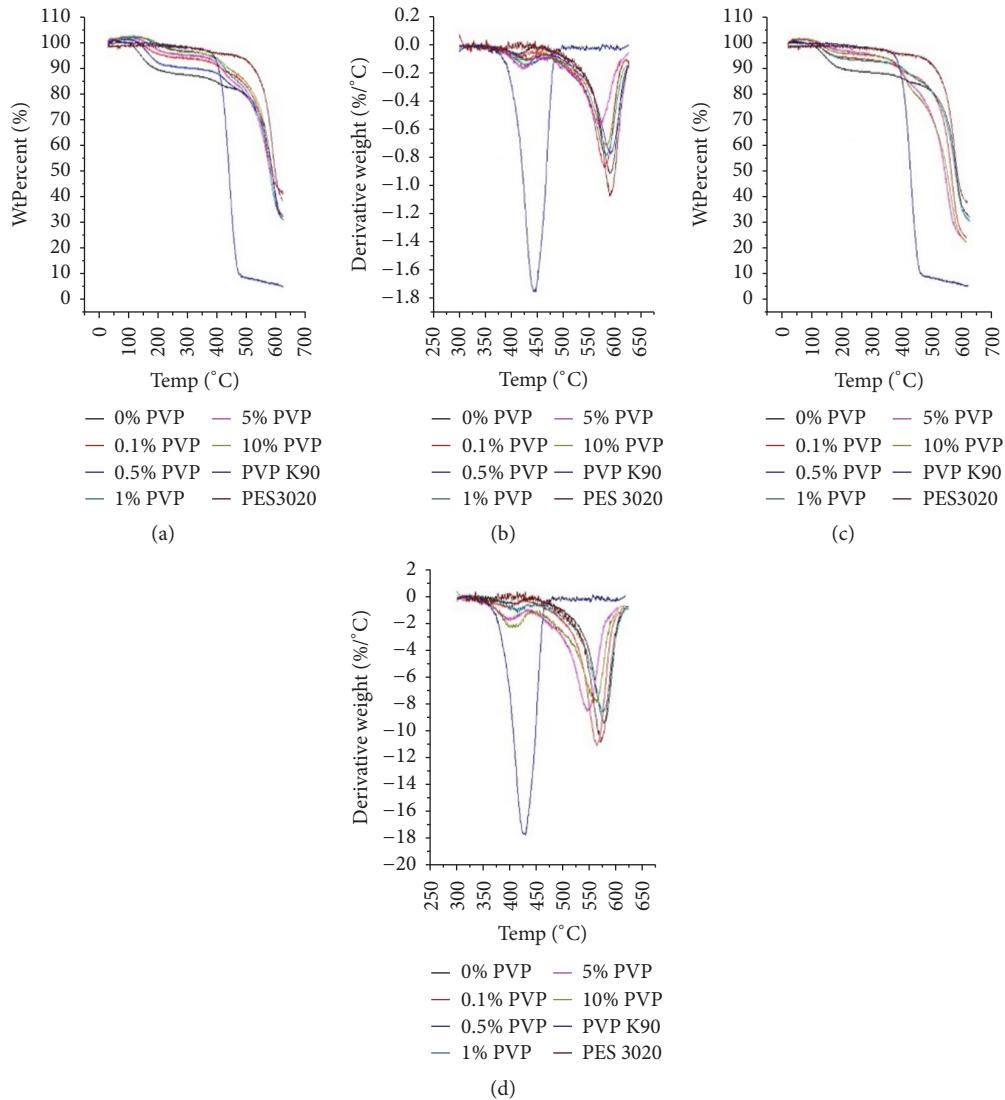 110
100
90
80
70
60
50
40
30
20
10
0
WtPercent (%)
0
100
200
300
400
500
600
700
Temp (°C)
0% PVP 5% PVP
0.1% PVP 10% PVP
0.5% PVP PVP K90
1% PVP PES3020
(a)
0.2
0.0
−0.2
−0.4
−0.6
−0.8
−1.0
−1.2
−1.4
−1.6
−1.8
Derivative weight (%/°C)
250
300
350
400
450
500
550
600
650
Temp (°C)
0% PVP 5% PVP
0.1% PVP 10% PVP
0.5% PVP PVP K90
1% PVP PES 3020
(b)
110
100
90
80
70
60
50
40
30
20
10
0
WtPercent (%)
0
100
200
300
400
500
600
700
Temp (°C)
0% PVP 5% PVP
0.1% PVP 10% PVP
0.5% PVP PVP K90
1% PVP PES3020
(c)
2
0
−2
−4
−6
−8
−10
−12
−14
−16
−18
−20
Derivative weight (%/°C)
250
300
350
400
450
500
550
600
650
Temp (°C)
0% PVP 5% PVP
0.1% PVP 10% PVP
0.5% PVP PVP K90
1% PVP PES 3020
(d)